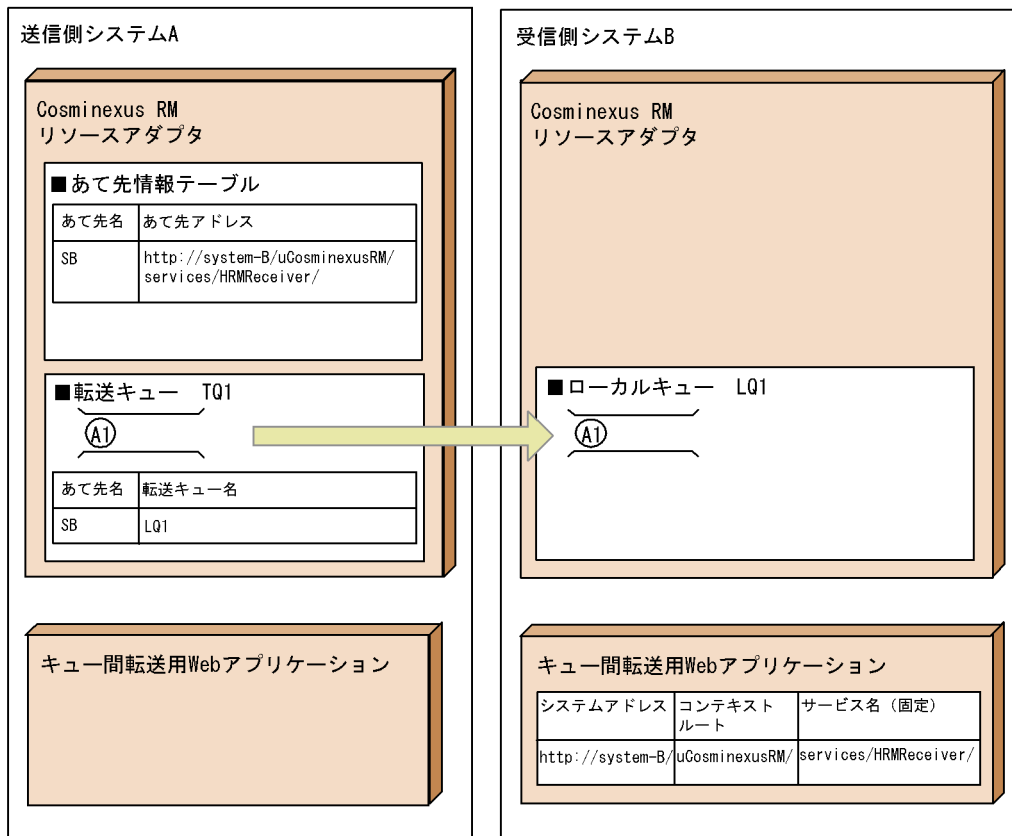 送信側システムA
Cosminexus RM
リソースアダプタ
■あて先情報テーブル
あて先名 あて先アドレス
SB http://system-B/uCosminexusRM/
services/HRMReceiver/
■転送キュー TQ1
A1
あて先名 転送キュー名
SB LQ1
キュー間転送用Webアプリケーション
受信側システムB
Cosminexus RM
リソースアダプタ
■ローカルキュー LQ1
A1
キュー間転送用Webアプリケーション
システムアドレス コンテキスト サービス名（固定）
ルート
http://system-B/ uCosminexusRM/ services/HRMReceiver/